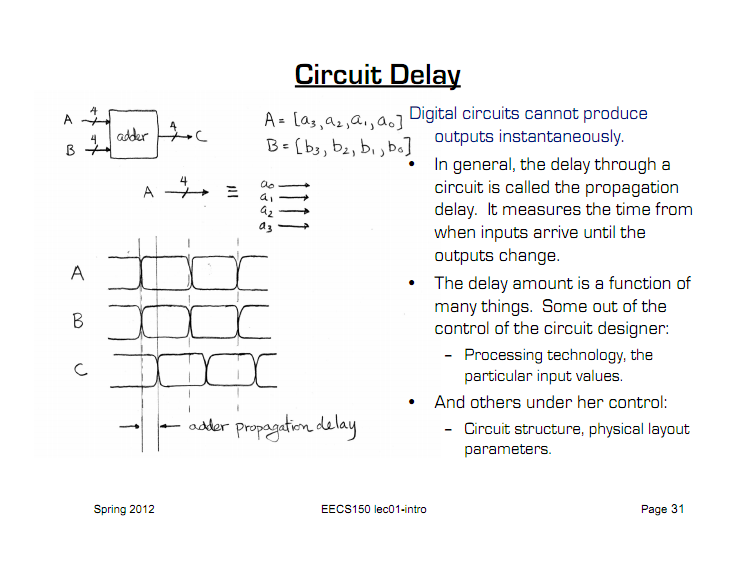 Circuit Delay
4
A
4
B
adder
4
C
A = [a3, a2, a1, a0]
B = [b3, b2, b1, b0]
A
4
≡
a0
a1
a2
a3
A
B
C
adder propagation delay
Digital circuits cannot produce
outputs instantaneously.
• In general, the delay through a
circuit is called the propagation
delay. It measures the time from
when inputs arrive until the
outputs change.
• The delay amount is a function of
many things. Some out of the
control of the circuit designer:
– Processing technology, the
particular input values.
• And others under her control:
– Circuit structure, physical layout
parameters.
Spring 2012
EECS150 lec01-intro
Page 31